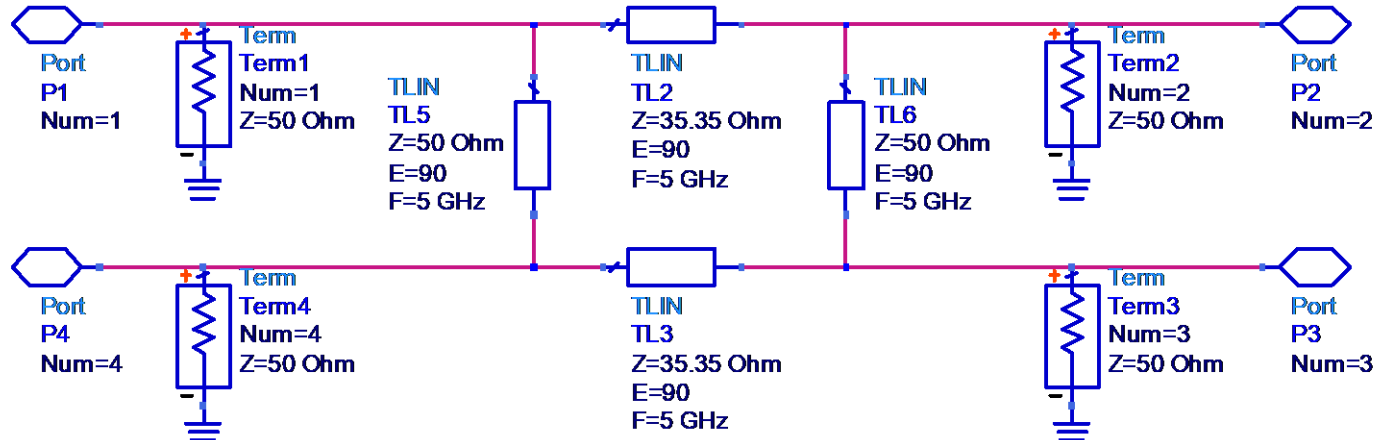 +
Term
Port
Term1
P1
Num=1
Num=1
Z=50 Ohm
-
TLIN
TL5
Z=50 Ohm
E=90
F=5 GHz
TLIN
TL2
Z=35.35 Ohm
E=90
F=5 GHz
TLIN
TL6
Z=50 Ohm
E=90
F=5 GHz
+
Term
Term2
Num=2
Z=50 Ohm
-
Port
P2
Num=2
Port
P4
Num=4
+
Term
Term4
Num=4
Z=50 Ohm
-
TLIN
TL3
Z=35.35 Ohm
E=90
F=5 GHz
+
Term
Term3
Num=3
Z=50 Ohm
-
Port
P3
Num=3